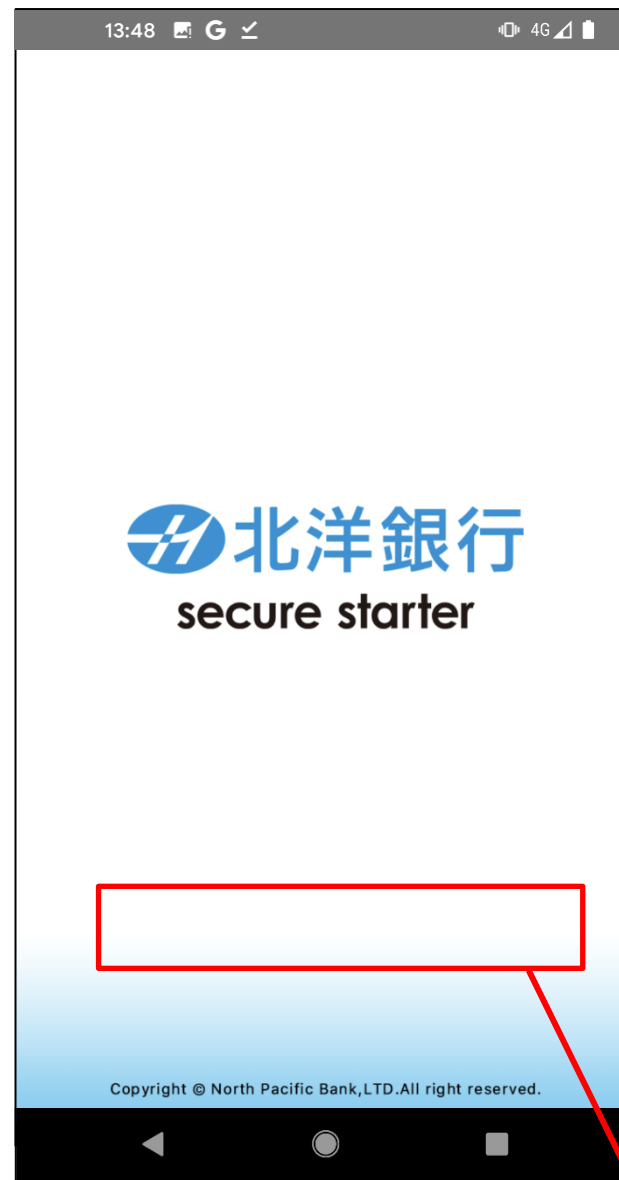 13:48 G 4G
北洋銀行
secure starter
Copyright © North Pacific Bank,LTD.All right reserved.